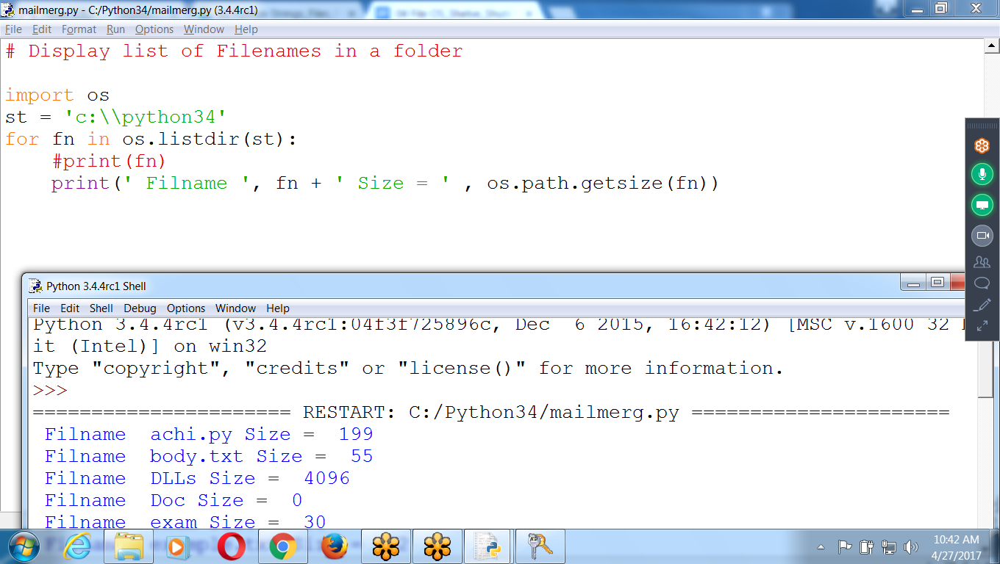 mailmerg.py - C:/Python34/mailmerg.py (3.4.4rc1)
File Edit Format Run Options Window Help
# Display list of Filenames in a folder
import os
st = 'c:\\python34'
for fn in os.listdir(st):
#print(fn)
print(' Filname ', fn + ' Size = ' , os.path.getsize(fn))
Python 3.4.4rc1 Shell
File Edit Shell Debug Options Window Help
Python 3.4.4rc1 (v3.4.4rc1:04f3f725896c, Dec  6 2015, 16:42:12) [MSC v.1600 32
it (Intel)] on win32
Type "copyright", "credits" or "license()" for more information.
>>>
====================== RESTART: C:/Python34/mailmerg.py ======================
Filname  achi.py Size =  199
Filname  body.txt Size =  55
Filname  DLLs Size =  4096
Filname  Doc Size =  0
Filname  exam Size =  30
10:42 AM
4/27/2017